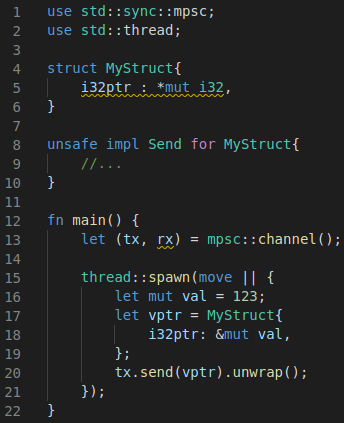 1 use std::sync::mpsc;
2 use std::thread;
3
4 struct MyStruct{
5     i32ptr : *mut i32,
6 }
7
8 unsafe impl Send for MyStruct{
9     //...
10 }
11
12 fn main() {
13     let (tx, rx) = mpsc::channel();
14
15     thread::spawn(move || {
16         let mut val = 123;
17         let vptr = MyStruct{
18             i32ptr: &mut val,
19         };
20         tx.send(vptr).unwrap();
21     });
22 }